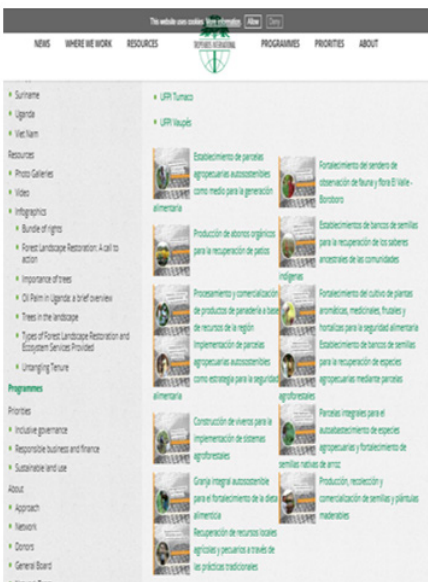 This website uses cookies More information Allow Deny
NEWS WHERE WE WORK RESOURCES TROPENBOS INTERNATIONAL PROGRAMMES PRIORITIES ABOUT
Suriname
Uganda
Viet Nam
Resources
Photo Galleries
Video
Infographics
Bundle of rights
Forest Landscape Restoration: A call to
action
Importance of trees
Oil Palm in Uganda: a brief overview
Trees in the landscape
Types of Forest Landscape Restoration and
Ecosystem Services Provided
Untangling Tenure
Programmes
Priorities
Inclusive governance
Responsible business and finance
Sustainable land use
About
Approach
Network
Donors
General Board
UFPI Tumaco
UFPI Vaupés
Establecimiento de parcelas
agropecuarias autosostenibles
como medio para la generación
alimentaria
Fortalecimiento del sendero de
observación de fauna y flora El Valle -
Boroboro
Producción de abonos orgánicos
para la recuperación de patios
Establecimientos de bancos de semillas
para la recuperación de los saberes
ancestrales de las comunidades
indígenas
Procesamiento y comercialización
de productos de panadería a base
de recursos de la región
Fortalecimiento del cultivo de plantas
aromáticas, medicinales, frutales y
hortalizas para la seguridad alimentaria
Implementación de parcelas
agropecuarias autosostenibles
como estrategia para la seguridad
alimentaria
Establecimiento de bancos de semillas
para la recuperación de especies
agropecuarias mediante parcelas
agroforestales
Construcción de viveros para la
implementación de sistemas
agroforestales
Parcelas integrales para el
autoabastecimiento de especies
agropecuarias y fortalecimiento de
semillas nativas de arroz
Granja integral autosostenible
para el fortalecimiento de la dieta
alimenticia
Producción, recolección y
comercialización de semillas y plántulas
maderables
Recuperación de recursos locales
agrícolas y pecuarios a través de
las prácticas tradicionales